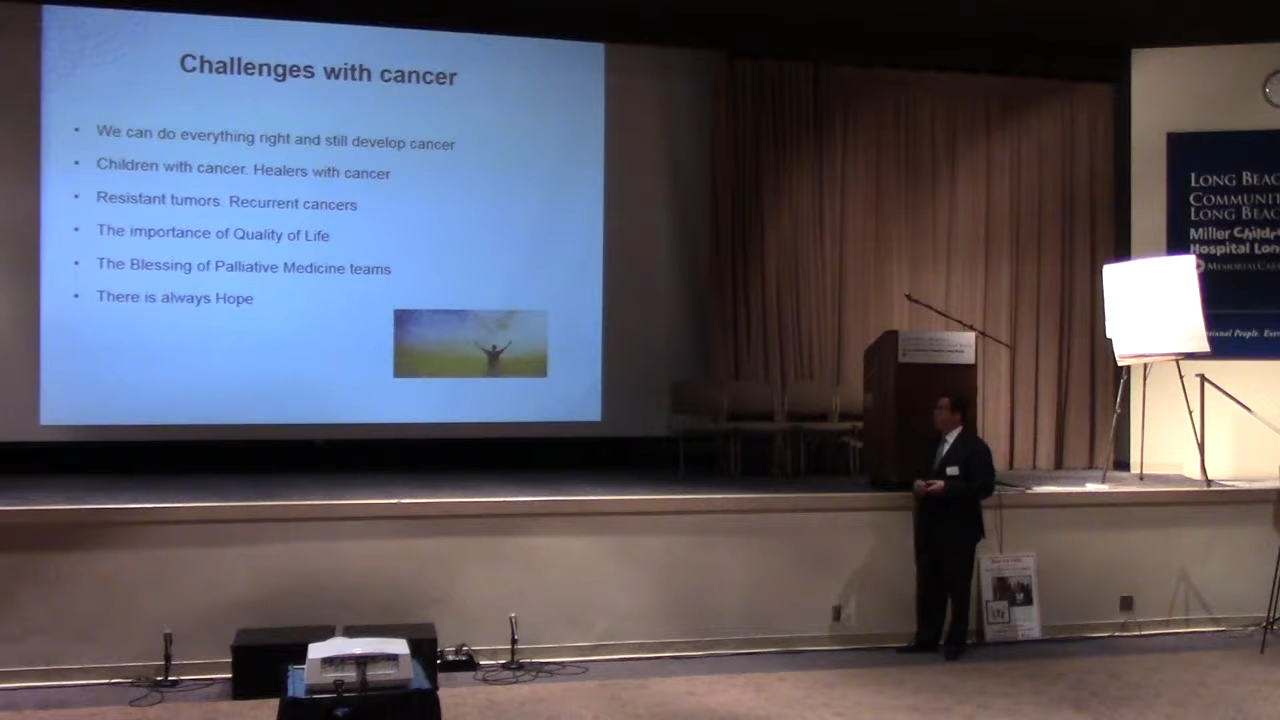 Challenges with cancer
• We can do everything right and still develop cancer
• Children with cancer. Healers with cancer
• Resistant tumors. Recurrent cancers
• The importance of Quality of Life
• The Blessing of Palliative Medicine teams
• There is always Hope
LONG BEAC
COMMUNIT
LONG BEAC
Miller Childre
Hospital Lon
MEMORIALCAR